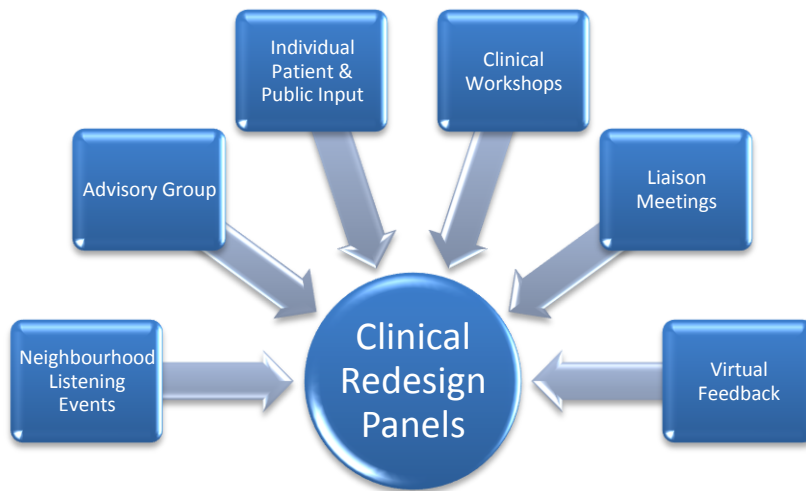 Individual
Patient &
Public Input
Clinical
Workshops
Advisory Group
Liaison
Meetings
Neighbourhood
Listening
Events
Clinical
Redesign
Panels
Virtual
Feedback